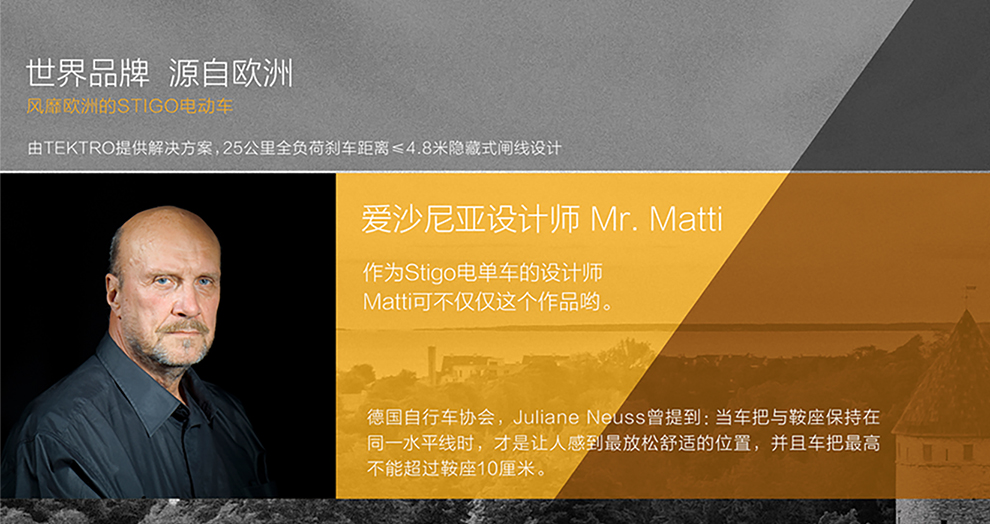 世界品牌 源自欧洲
风靡欧洲的STIGO电动车
由TEKTRO提供解决方案，25公里全负荷刹车距离≤4.8米隐藏式闸线设计
爱沙尼亚设计师 Mr. Matti
作为Stigo电单车的设计师
Matti可不仅仅这个作品哟。
德国自行车协会，Juliane Neuss曾提到：当车把与鞍座保持在
同一水平线时，才是让人感到最放松舒适的位置，并且车把最高
不能超过鞍座10厘米。